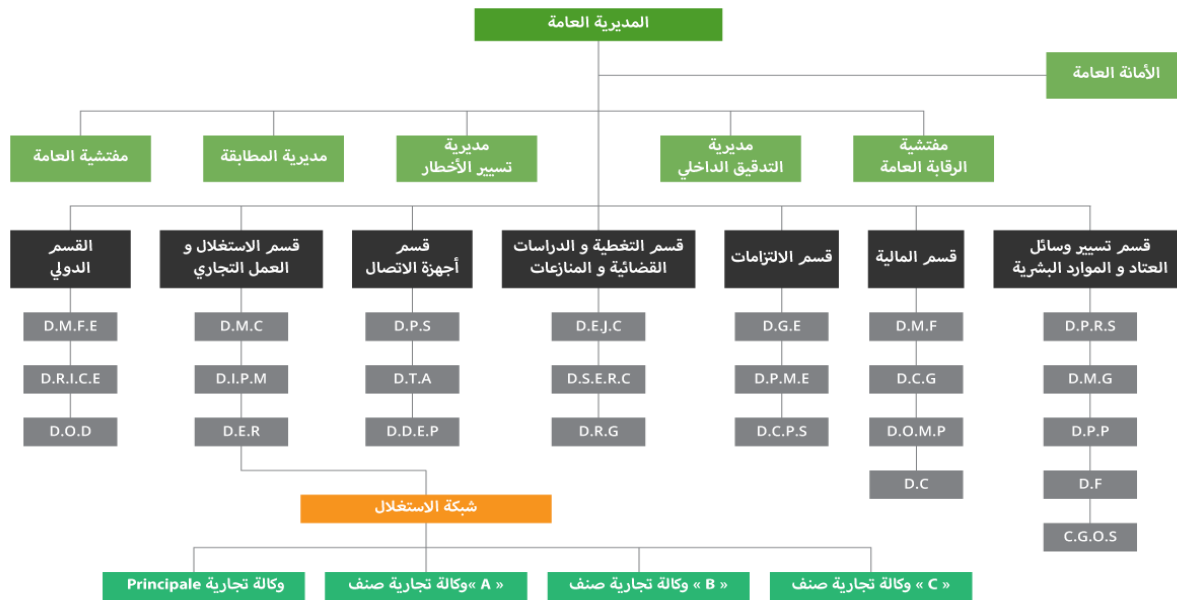 المديرية العامة
الأمانة العامة
مفتشية
الرقابة العامة
مديرية
التدقيق الداخلي
مديرية
تسيير الأخطار
مديرية المطابقة
مفتشية العامة
قسم تسيير وسائل
العتاد و الموارد البشرية
قسم المالية
قسم الالتزامات
قسم التغطية و الدراسات
القضائية و المنازعات
قسم
أجهزة الاتصال
قسم الاستغلال و
العمل التجاري
القسم
الدولي
D.P.R.S
D.M.G
D.P.P
D.F
C.G.O.S
D.M.F
D.C.G
D.O.M.P
D.C
D.G.E
D.P.M.E
D.C.P.S
D.E.J.C
D.S.E.R.C
D.R.G
D.P.S
D.T.A
D.D.E.P
D.M.C
D.I.P.M
D.E.R
D.M.F.E
D.R.I.C.E
D.O.D
شبكة الاستغلال
وكالة تجارية صنف « C »
وكالة تجارية صنف « B »
وكالة تجارية صنف« A »
وكالة تجارية Principale